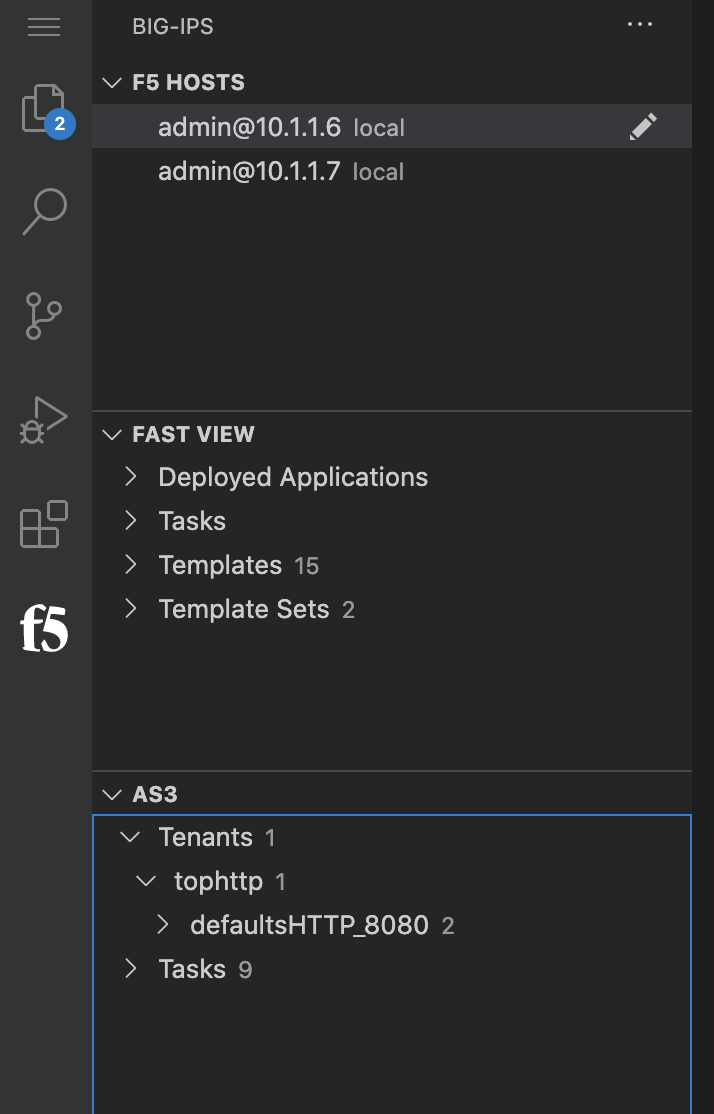 BIG-IPS
F5 HOSTS
admin@10.1.1.6 local
admin@10.1.1.7 local
2
FAST VIEW
Deployed Applications
Tasks
Templates 15
Template Sets 2
f5
AS3
Tenants 1
tophttp 1
defaultsHTTP_8080 2
Tasks 9